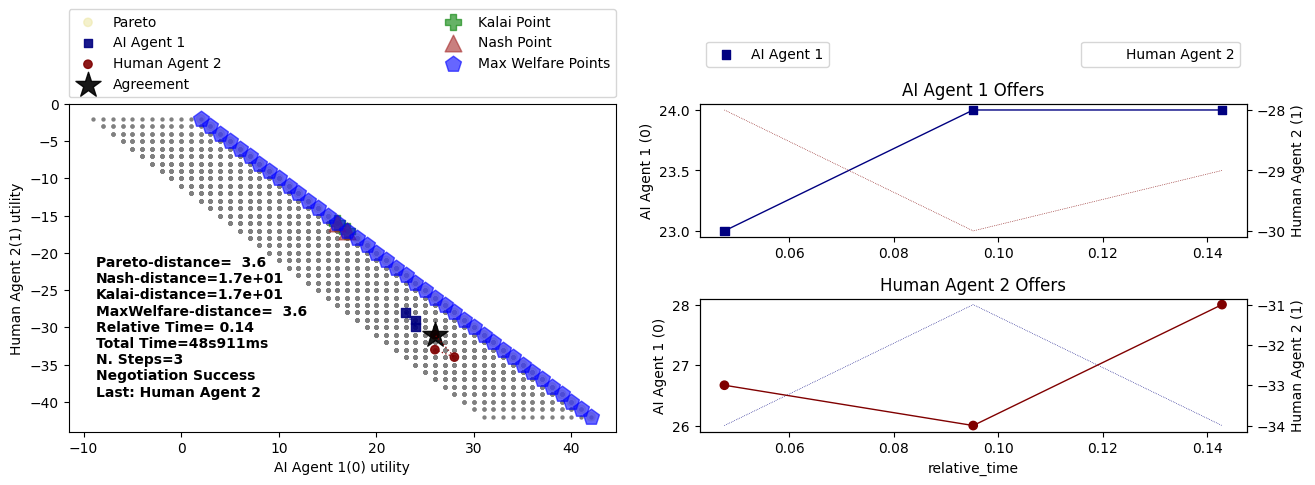 Pareto
AI Agent 1
Human Agent 2
Agreement
Kalai Point
Nash Point
Max Welfare Points
0
−5
−10
−15
−20
−25
−30
−35
−40
Human Agent 2(1) utility
Pareto-distance=  3.6
Nash-distance=1.7e+01
Kalai-distance=1.7e+01
MaxWelfare-distance=  3.6
Relative Time= 0.14
Total Time=48s911ms
N. Steps=3
Negotiation Success
Last: Human Agent 2
−10
0
10
20
30
40
AI Agent 1(0) utility
AI Agent 1
Human Agent 2
AI Agent 1 Offers
24.0
23.5
23.0
AI Agent 1 (0)
−28
−29
−30
Human Agent 2 (1)
0.06
0.08
0.10
0.12
0.14
Human Agent 2 Offers
28
27
26
AI Agent 1 (0)
−31
−32
−33
−34
Human Agent 2 (1)
0.06
0.08
0.10
0.12
0.14
relative_time